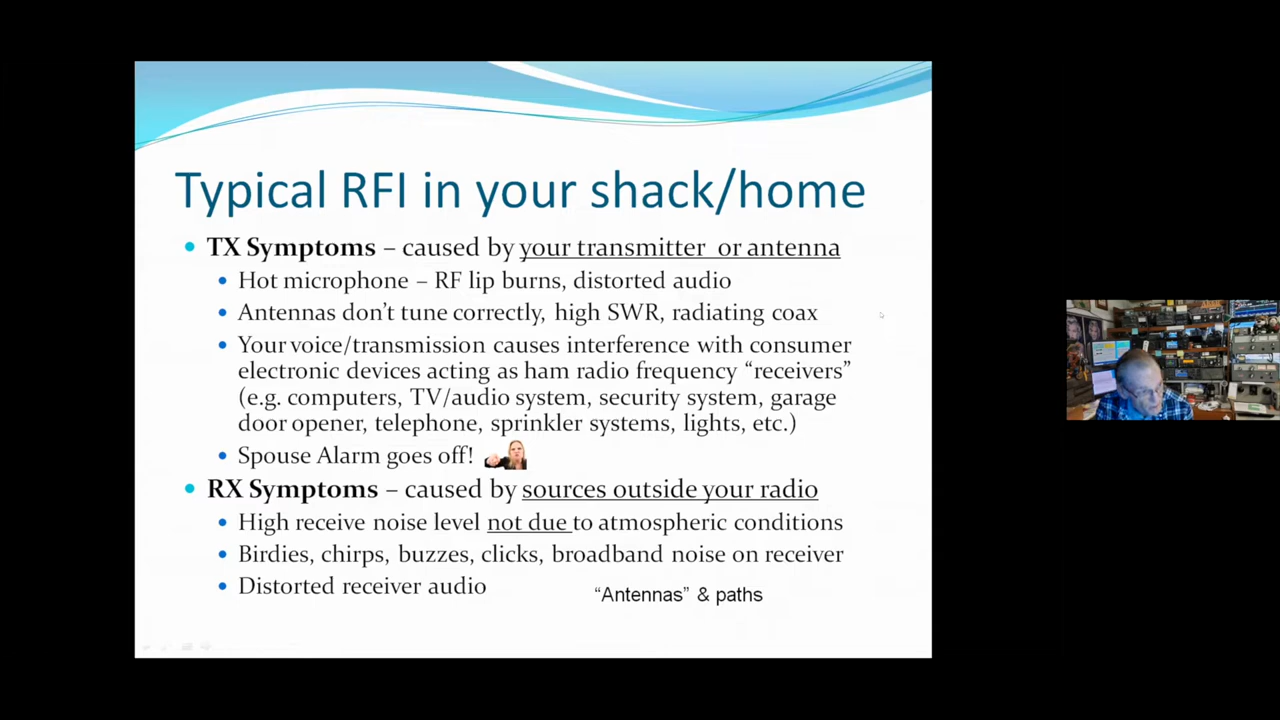 Typical RFI in your shack/home
TX Symptoms – caused by your transmitter or antenna
Hot microphone – RF lip burns, distorted audio
Antennas don’t tune correctly, high SWR, radiating coax
Your voice/transmission causes interference with consumer
electronic devices acting as ham radio frequency “receivers”
(e.g. computers, TV/audio system, security system, garage
door opener, telephone, sprinkler systems, lights, etc.)
Spouse Alarm goes off!
RX Symptoms – caused by sources outside your radio
High receive noise level not due to atmospheric conditions
Birdies, chirps, buzzes, clicks, broadband noise on receiver
Distorted receiver audio
“Antennas” & paths